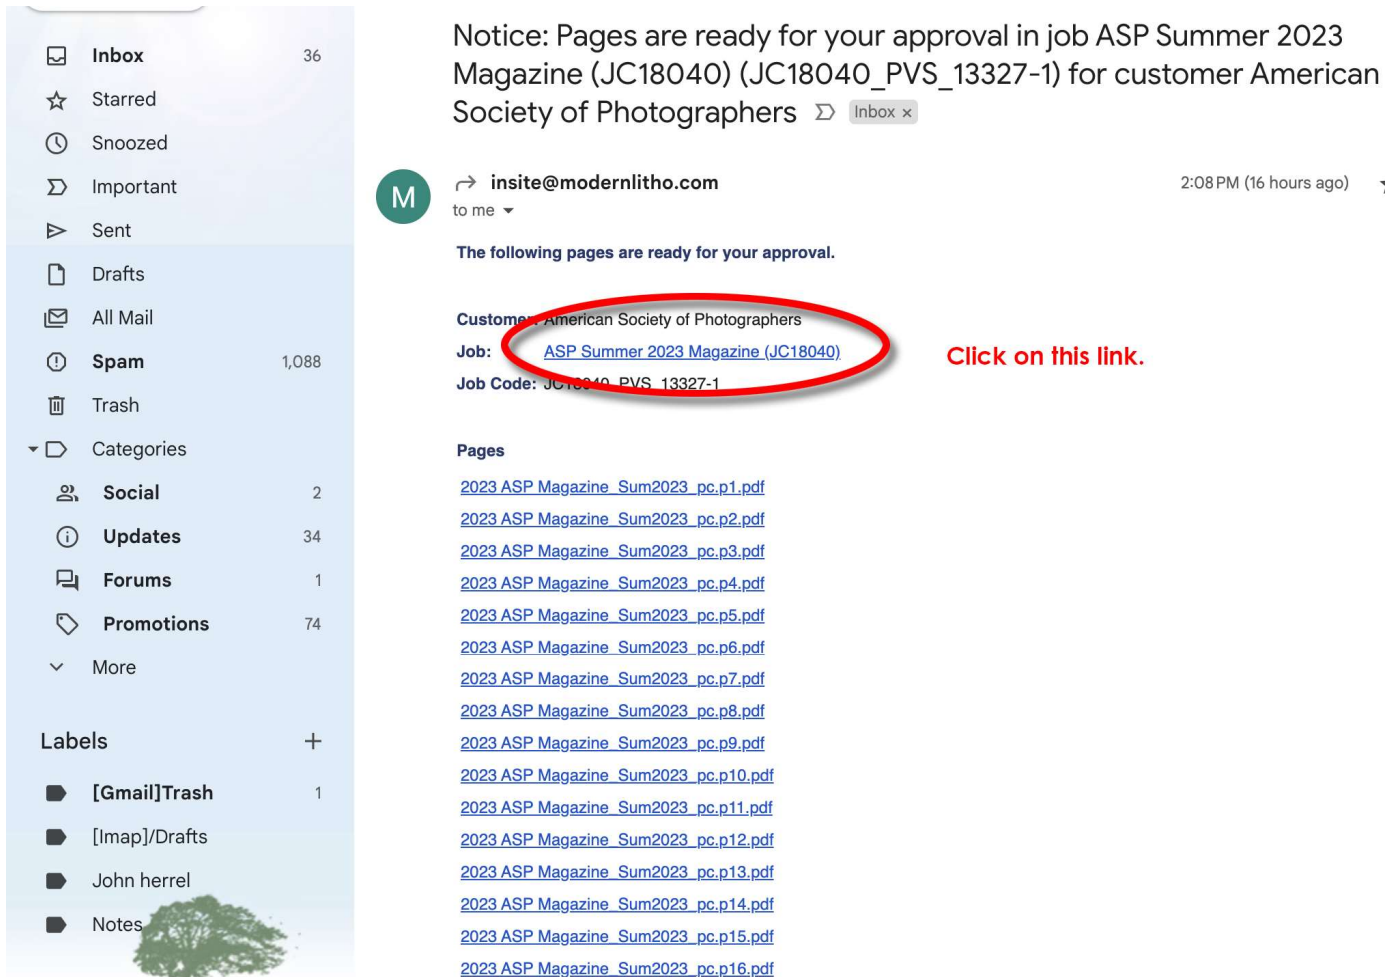 Inbox 36
Starred
Snoozed
Important
Sent
Drafts
All Mail
Spam 1,088
Trash
Categories
Social 2
Updates 34
Forums 1
Promotions 74
More
Labels
[Gmail]Trash 1
[Imap]/Drafts
John herrel
Notes
Notice: Pages are ready for your approval in job ASP Summer 2023
Magazine (JC18040) (JC18040_PVS_13327-1) for customer American
Society of Photographers Inbox x
M
insite@modernlitho.com 2:08 PM (16 hours ago)
to me
The following pages are ready for your approval.
Customer: American Society of Photographers
Job: ASP Summer 2023 Magazine (JC18040)
Click on this link.
Job Code: JC18040_PVS_13327-1
Pages
2023 ASP Magazine_Sum2023_pc.p1.pdf
2023 ASP Magazine_Sum2023_pc.p2.pdf
2023 ASP Magazine_Sum2023_pc.p3.pdf
2023 ASP Magazine_Sum2023_pc.p4.pdf
2023 ASP Magazine_Sum2023_pc.p5.pdf
2023 ASP Magazine_Sum2023_pc.p6.pdf
2023 ASP Magazine_Sum2023_pc.p7.pdf
2023 ASP Magazine_Sum2023_pc.p8.pdf
2023 ASP Magazine_Sum2023_pc.p9.pdf
2023 ASP Magazine_Sum2023_pc.p10.pdf
2023 ASP Magazine_Sum2023_pc.p11.pdf
2023 ASP Magazine_Sum2023_pc.p12.pdf
2023 ASP Magazine_Sum2023_pc.p13.pdf
2023 ASP Magazine_Sum2023_pc.p14.pdf
2023 ASP Magazine_Sum2023_pc.p15.pdf
2023 ASP Magazine_Sum2023_pc.p16.pdf